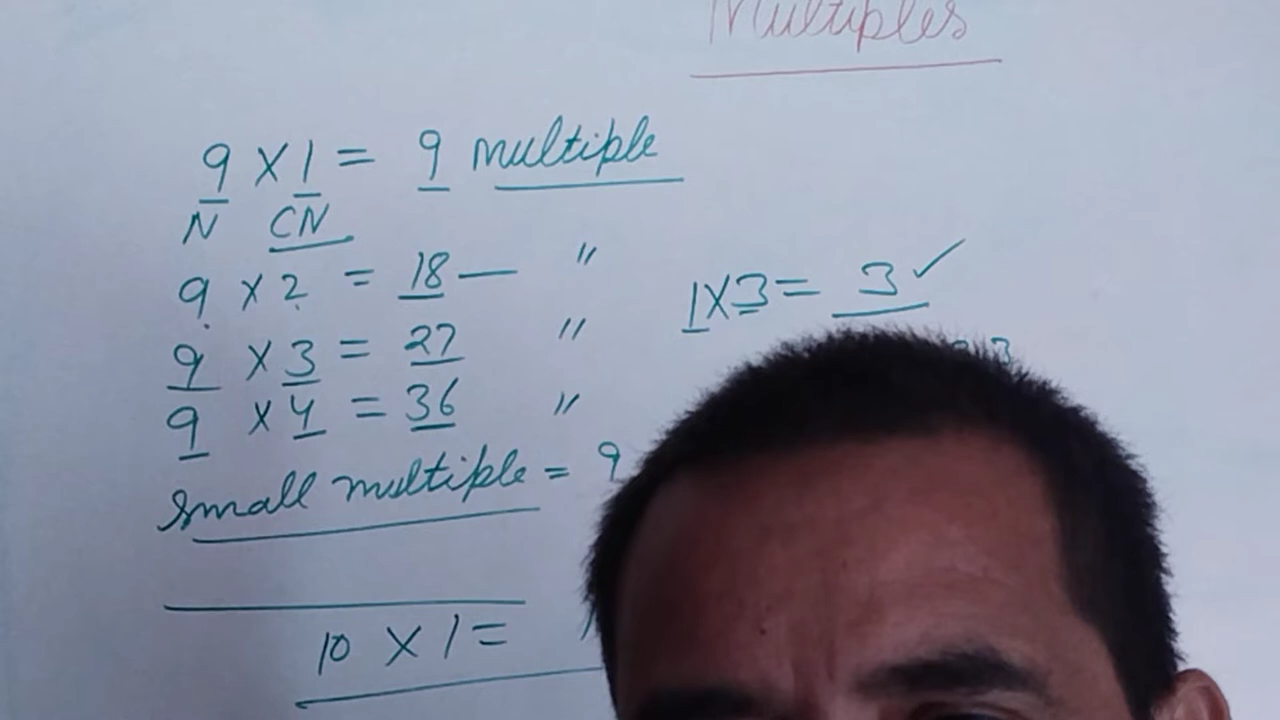 Multiples
9 X 1 = 9 multiple
N CN
9 X 2 = 18 — "
9 X 3 = 27 "
9 X 4 = 36 "
Small multiple = 9
10 X 1 =
1X3 = 3 ✓